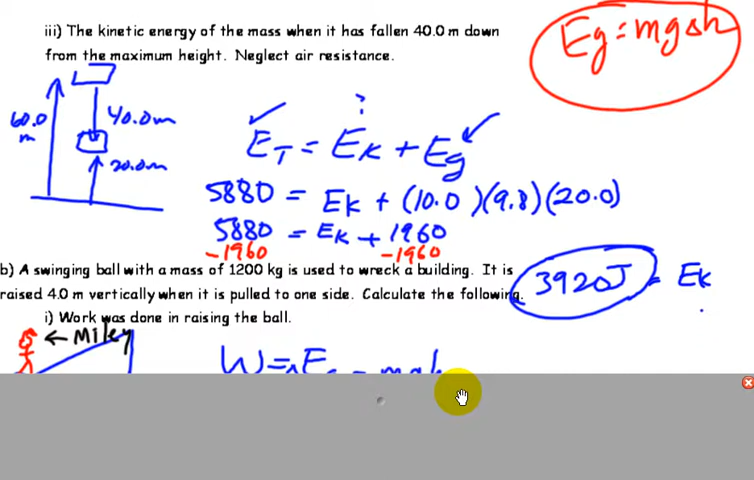 iii) The kinetic energy of the mass when it has fallen 40.0 m down
from the maximum height. Neglect air resistance.
Eg = mgΔh
60.0
m
40.0m
20.0m
?
ET = EK + Eg
5880 = EK + (10.0)(9.8)(20.0)
5880 = EK + 1960
-1960 -1960
3920J = EK
b) A swinging ball with a mass of 1200 kg is used to wreck a building. It is
raised 4.0 m vertically when it is pulled to one side. Calculate the following.
i) Work was done in raising the ball.
← Miley